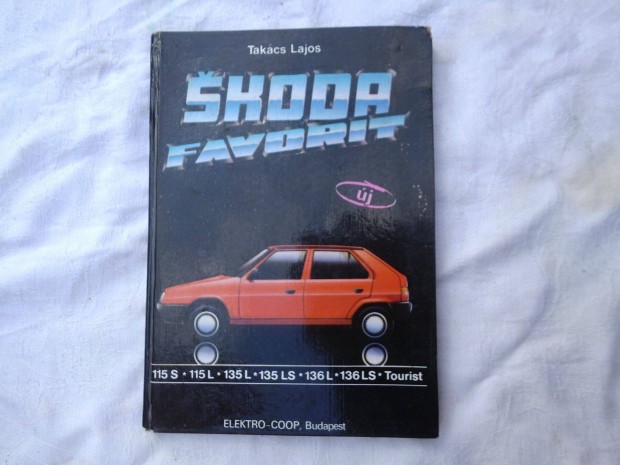 Takács Lajos
ŠKODA
FAVORIT
új
115 S * 115 L • 135 L • 135 LS • 136 L • 136 LS • Tourist
ELEKTRO-COOP, Budapest